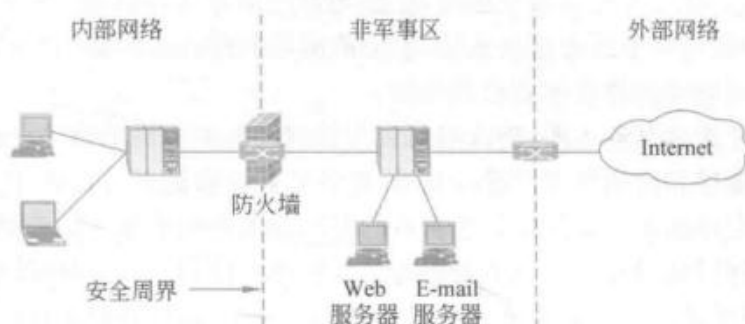 内部网络
非军事区
外部网络
Internet
防火墙
安全周界
Web
服务器
E-mail
服务器